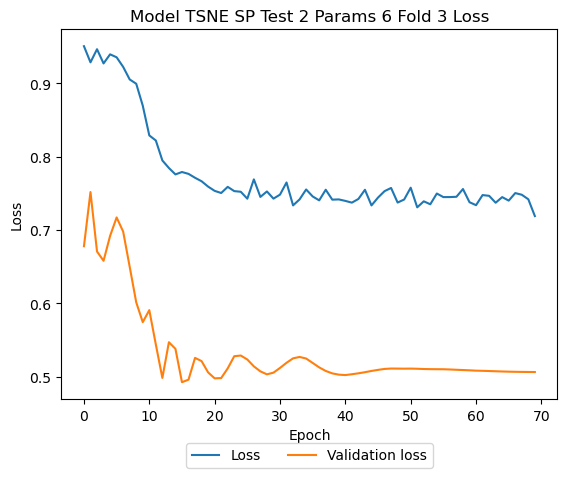 Model TSNE SP Test 2 Params 6 Fold 3 Loss
0.9
0.8
0.7
0.6
0.5
Loss
0 10 20 30 40 50 60 70
Epoch
Loss Validation loss